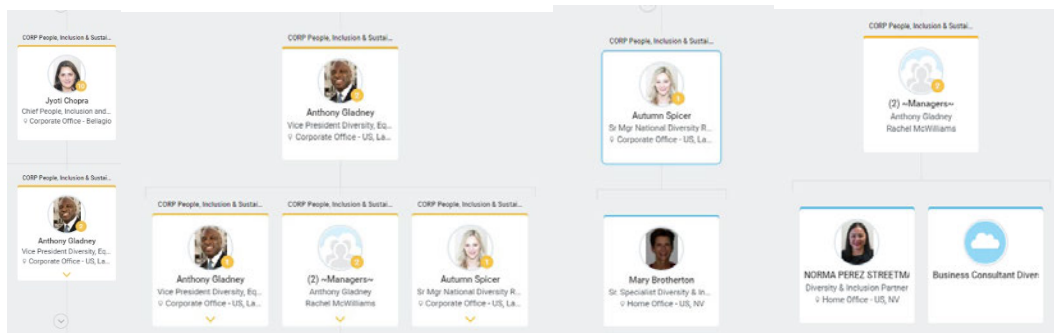 CORP People, Inclusion & Sustai...
Jyoti Chopra
Chief People, Inclusion and...
Corporate Office - Bellagio
CORP People, Inclusion & Sustai...
Anthony Gladney
Vice President Diversity, Eq...
Corporate Office - US, La...
CORP People, Inclusion & Sustai...
Anthony Gladney
Vice President Diversity, Eq...
Corporate Office - US, La...
CORP People, Inclusion & Sustai...
Anthony Gladney
Vice President Diversity, Eq...
Corporate Office - US, La...
CORP People, Inclusion & Sustai...
(2) ~Managers~
Anthony Gladney
Rachel McWilliams
CORP People, Inclusion & Sustai...
Autumn Spicer
Sr Mgr National Diversity R...
Corporate Office - US, La...
CORP People, Inclusion & Sustai...
Autumn Spicer
Sr Mgr National Diversity R...
Corporate Office - US, La...
Mary Brotherton
Sr. Specialist Diversity & In...
Home Office - US, NV
CORP People, Inclusion & Sustai...
(2) ~Managers~
Anthony Gladney
Rachel McWilliams
NORMA PEREZ STREETMA
Diversity & Inclusion Partner
Home Office - US, NV
Business Consultant Diver